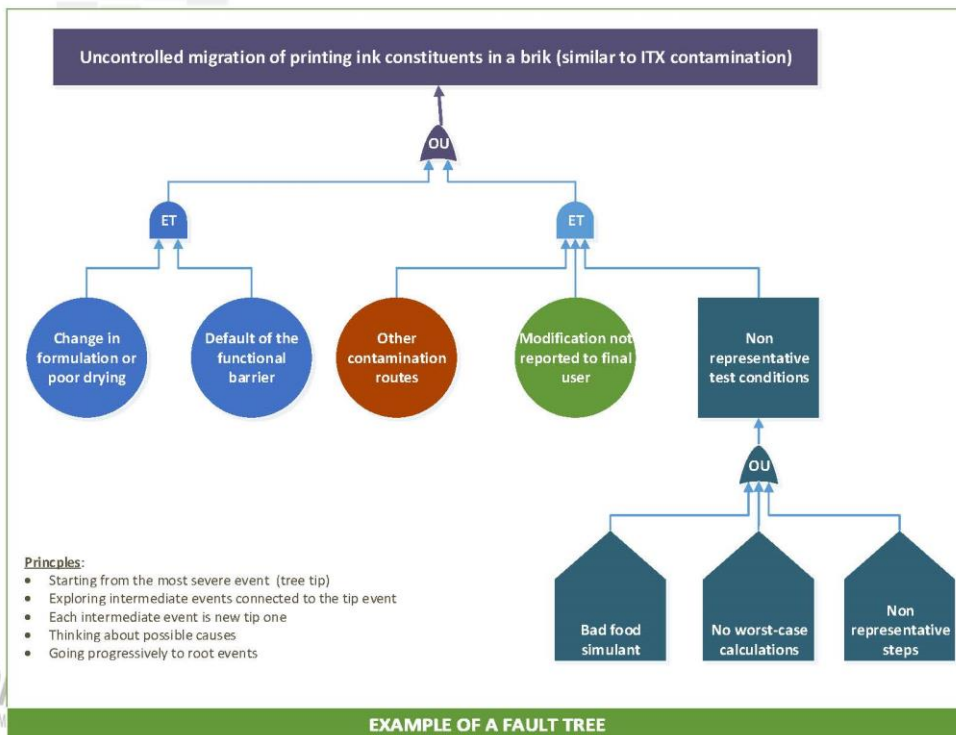 Uncontrolled migration of printing ink constituents in a brik (similar to ITX contamination)
OU
ET
ET
Change in
formulation or
poor drying
Default of the
functional
barrier
Other
contamination
routes
Modification not
reported to final
user
Non
representative
test conditions
OU
Bad food
simulant
No worst-case
calculations
Non
representative
steps
Princples:
• Starting from the most severe event (tree tip)
• Exploring intermediate events connected to the tip event
• Each intermediate event is new tip one
• Thinking about possible causes
• Going progressively to root events
EXAMPLE OF A FAULT TREE